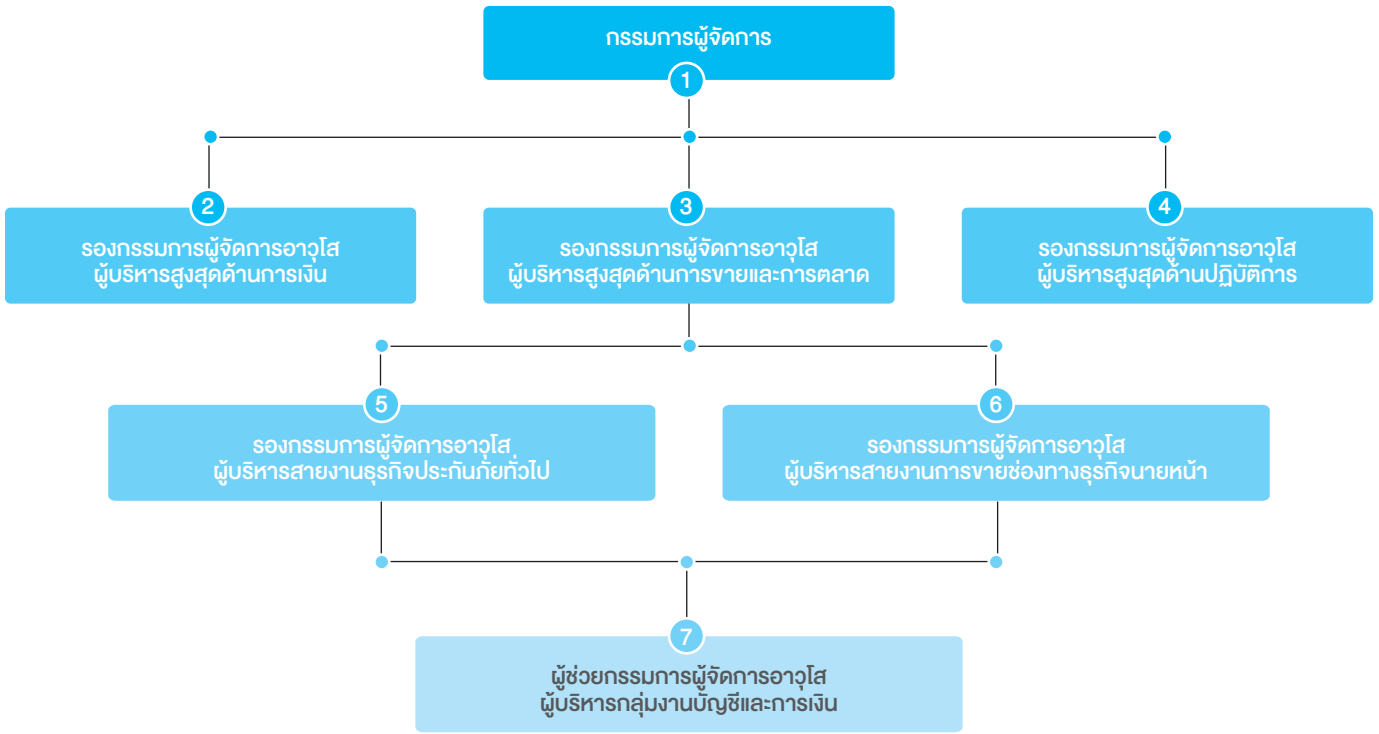 กรรมการผู้จัดการ
1
2
3
4
รองกรรมการผู้จัดการอาวุโส
ผู้บริหารสูงสุดด้านการเงิน
รองกรรมการผู้จัดการอาวุโส
ผู้บริหารสูงสุดด้านการขายและการตลาด
รองกรรมการผู้จัดการอาวุโส
ผู้บริหารสูงสุดด้านปฏิบัติการ
5
6
รองกรรมการผู้จัดการอาวุโส
ผู้บริหารสายงานธุรกิจประกันภัยทั่วไป
รองกรรมการผู้จัดการอาวุโส
ผู้บริหารสายงานการขายช่องทางธุรกิจนายหน้า
7
ผู้ช่วยกรรมการผู้จัดการอาวุโส
ผู้บริหารกลุ่มงานบัญชีและการเงิน